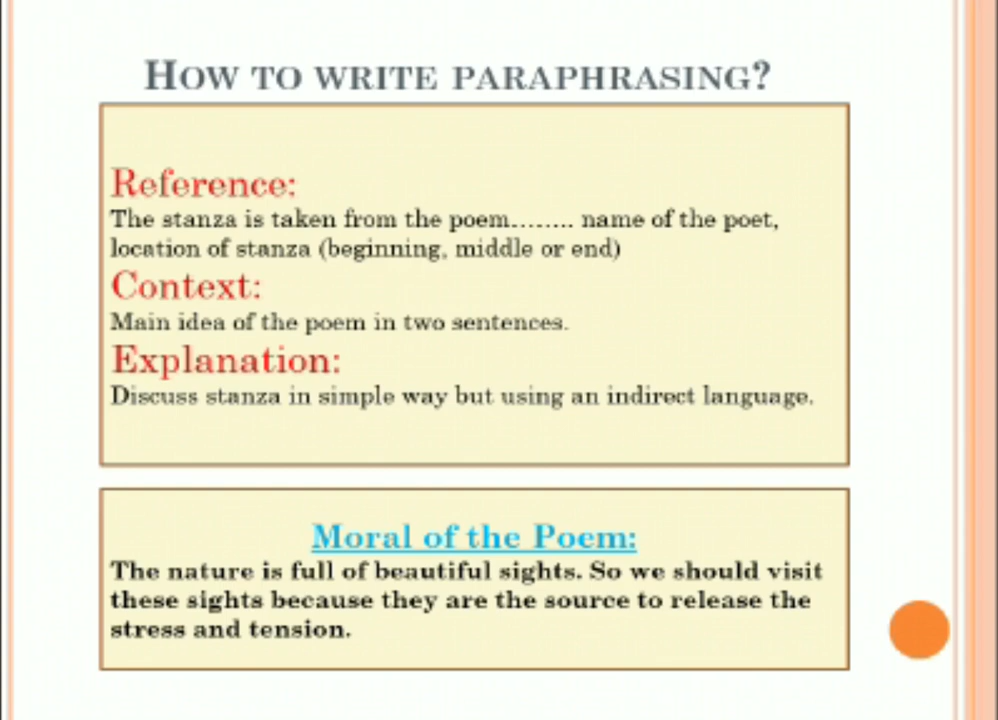 HOW TO WRITE PARAPHRASING?
Reference:
The stanza is taken from the poem........ name of the poet,
location of stanza (beginning, middle or end)
Context:
Main idea of the poem in two sentences.
Explanation:
Discuss stanza in simple way but using an indirect language.
Moral of the Poem:
The nature is full of beautiful sights. So we should visit
these sights because they are the source to release the
stress and tension.